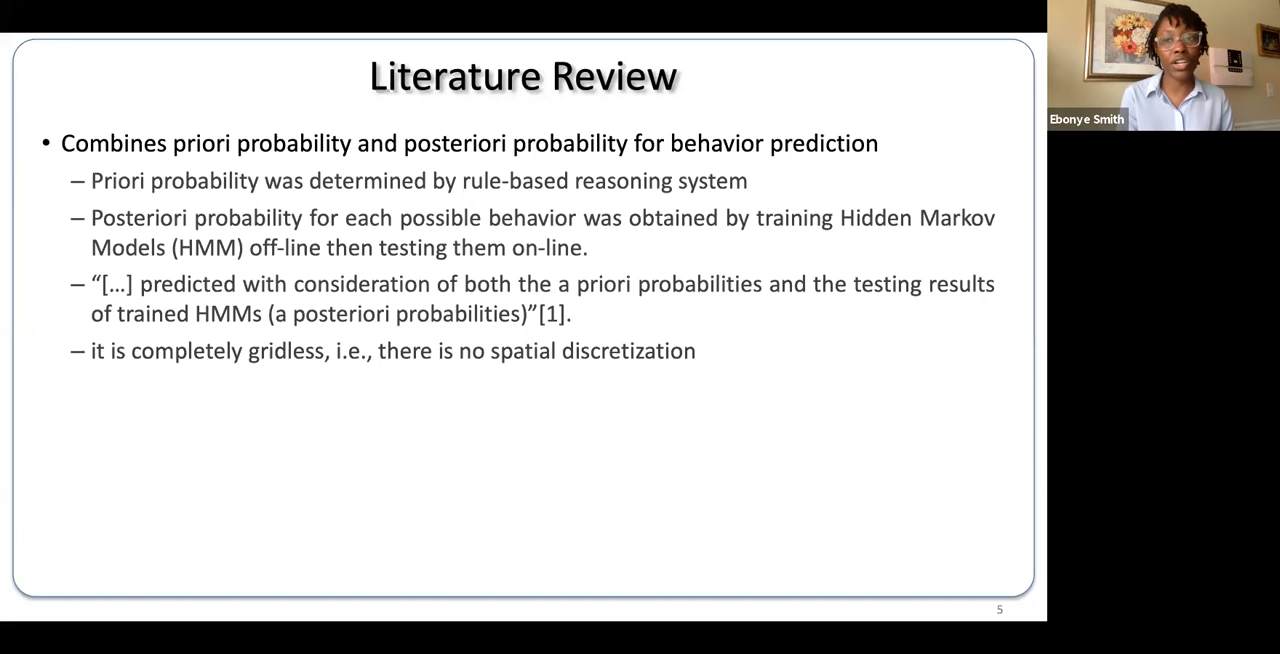 Literature Review
• Combines priori probability and posteriori probability for behavior prediction
– Priori probability was determined by rule-based reasoning system
– Posteriori probability for each possible behavior was obtained by training Hidden Markov
Models (HMM) off-line then testing them on-line.
– “[…] predicted with consideration of both the a priori probabilities and the testing results
of trained HMMs (a posteriori probabilities)”[1].
– it is completely gridless, i.e., there is no spatial discretization
5
Ebonye Smith